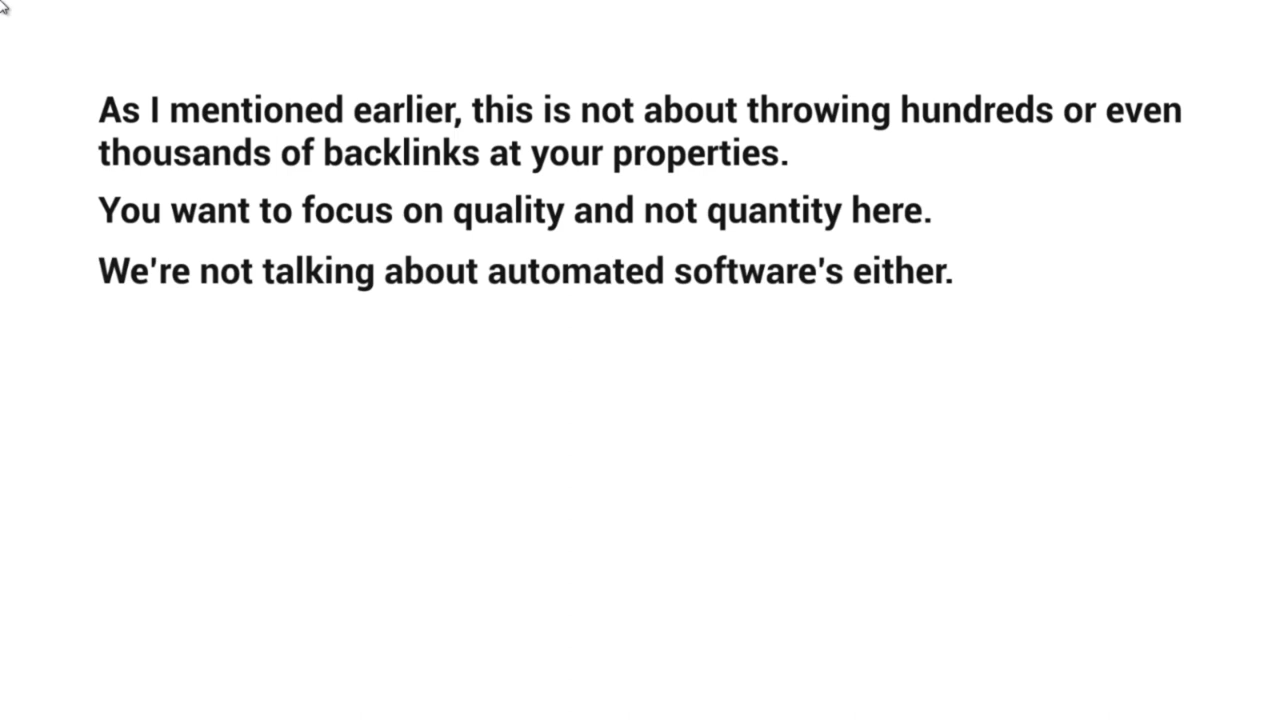 As I mentioned earlier, this is not about throwing hundreds or even
thousands of backlinks at your properties.
You want to focus on quality and not quantity here.
We're not talking about automated software's either.